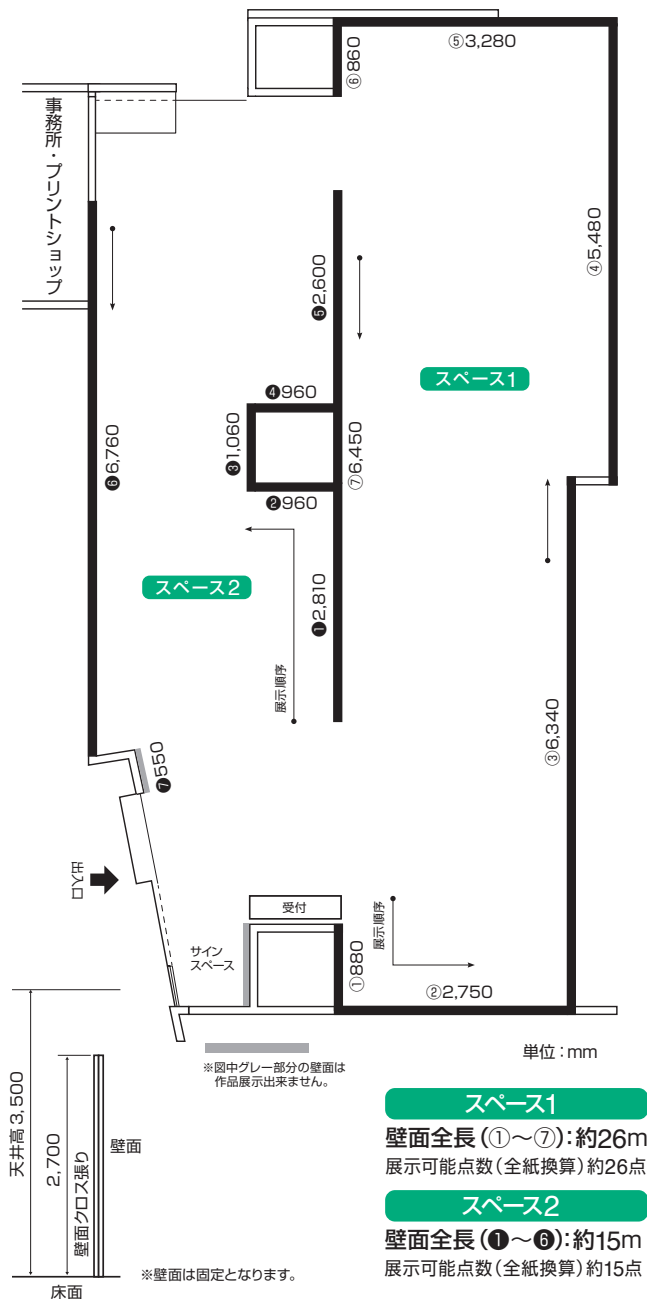 ⑤3,280
⑥860
事務所・プリントショップ
④5,480
❺2,600
スペース1
❹960
❸1,060
⑦6,450
❻6,760
❷960
スペース2
❶2,810
展示順序
③6,340
❼550
出入口
受付
展示順序
サイン
スペース
①880
②2,750
単位：mm
※図中グレー部分の壁面は
作品展示出来ません。
天井高 3,500
2,700
壁面クロス張り
壁面
床面
※壁面は固定となります。
スペース1
壁面全長（①～⑦）：約26m
展示可能点数（全紙換算）約26点
スペース2
壁面全長（❶～❻）：約15m
展示可能点数（全紙換算）約15点